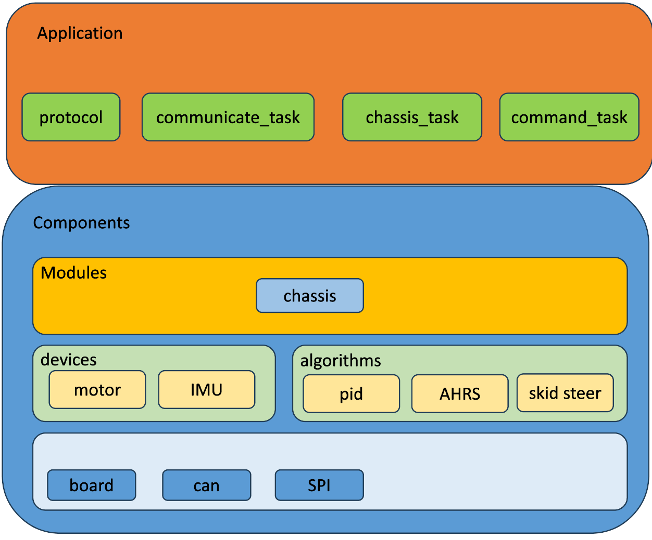 Application
protocol
communicate_task
chassis_task
command_task
Components
Modules
chassis
devices
motor
IMU
algorithms
pid
AHRS
skid steer
board
can
SPI